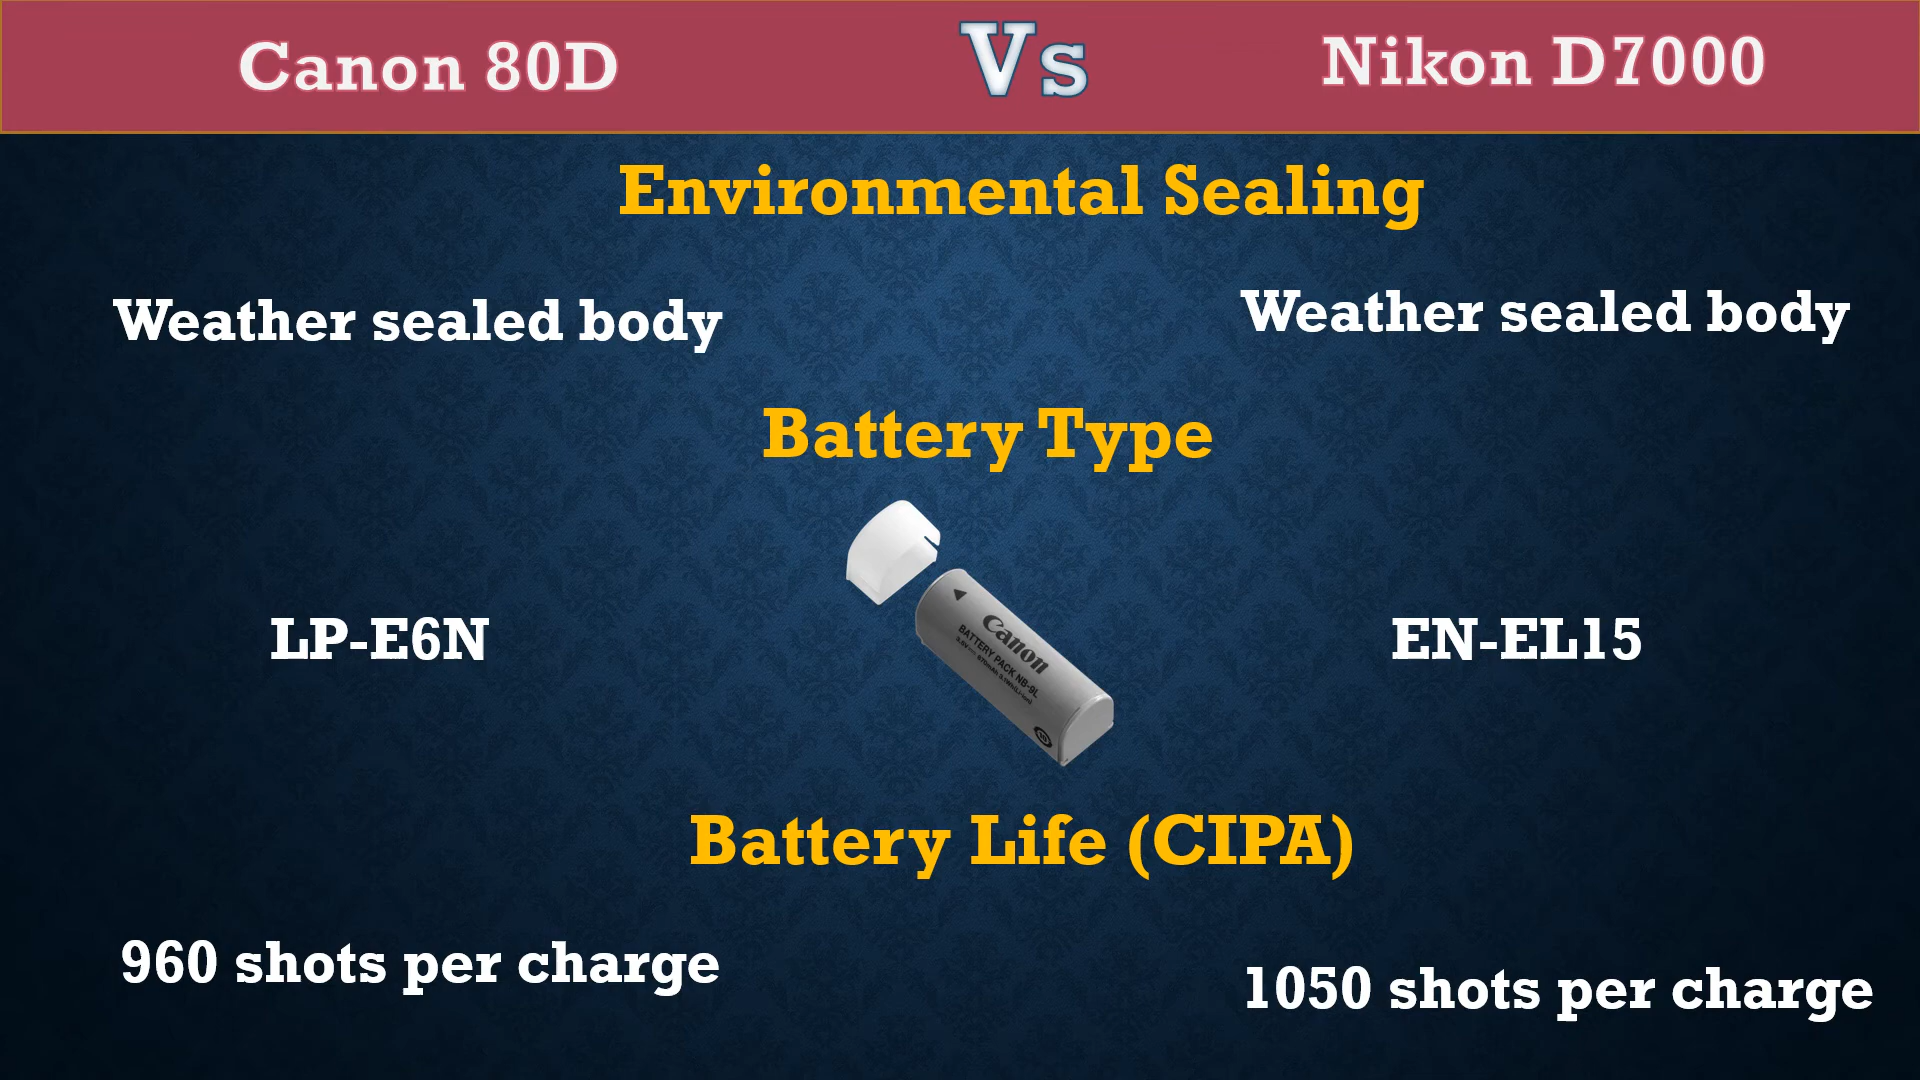 Canon 80D Vs Nikon D7000
Environmental Sealing
Weather sealed body Weather sealed body
Battery Type
Canon
BATTERY PACK NB-9L
LP-E6N EN-EL15
Battery Life (CIPA)
960 shots per charge 1050 shots per charge